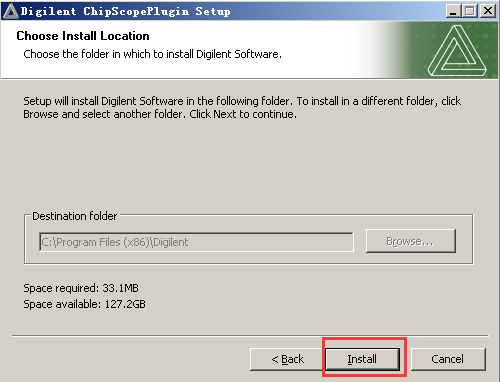 Digilent ChipScopePlugin Setup
Choose Install Location
Choose the folder in which to install Digilent Software.
Setup will install Digilent Software in the following folder. To install in a different folder, click
Browse and select another folder. Click Next to continue.
Destination folder
C:\Program Files (x86)\Digilent
Browse...
Space required: 33.1MB
Space available: 127.2GB
< Back
Install
Cancel